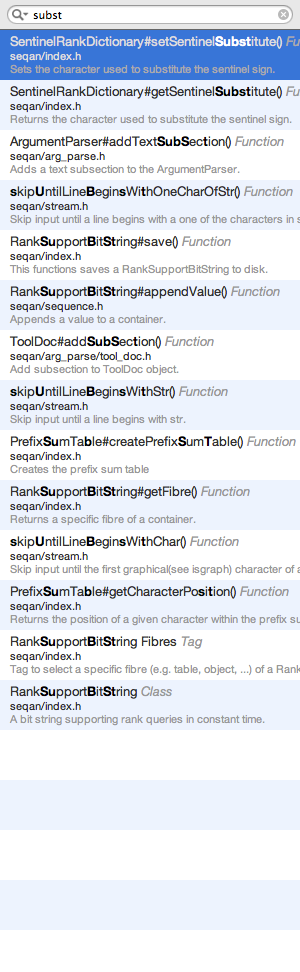 subst
SentinelRankDictionary#setSentinelSubstitute() Fu
seqan/index.h
Sets the character used to substitute the sentinel sign.
SentinelRankDictionary#getSentinelSubstitute() Fu
seqan/index.h
Returns the character used to substitute the sentinel sign.
ArgumentParser#addTextSubSection() Function
seqan/arg_parse.h
Adds a text subsection to the ArgumentParser.
skipUntilLineBeginsWithOneCharOfStr() Function
seqan/stream.h
Skip input until a line begins with a one of the characters in s
RankSupportBitString#save() Function
seqan/index.h
This functions saves a RankSupportBitString to disk.
RankSupportBitString#appendValue() Function
seqan/sequence.h
Appends a value to a container.
ToolDoc#addSubSection() Function
seqan/arg_parse/tool_doc.h
Add subsection to ToolDoc object.
skipUntilLineBeginsWithStr() Function
seqan/stream.h
Skip input until a line begins with str.
PrefixSumTable#createPrefixSumTable() Function
seqan/index.h
Creates the prefix sum table
RankSupportBitString#getFibre() Function
seqan/index.h
Returns a specific fibre of a container.
skipUntilLineBeginsWithChar() Function
seqan/stream.h
Skip input until the first graphical(see isgraph) character of a
PrefixSumTable#getCharacterPosition() Function
seqan/index.h
Returns the position of a given character within the prefix su
RankSupportBitString Fibres Tag
seqan/index.h
Tag to select a specific fibre (e.g. table, object, ...) of a Rank
RankSupportBitString Class
seqan/index.h
A bit string supporting rank queries in constant time.